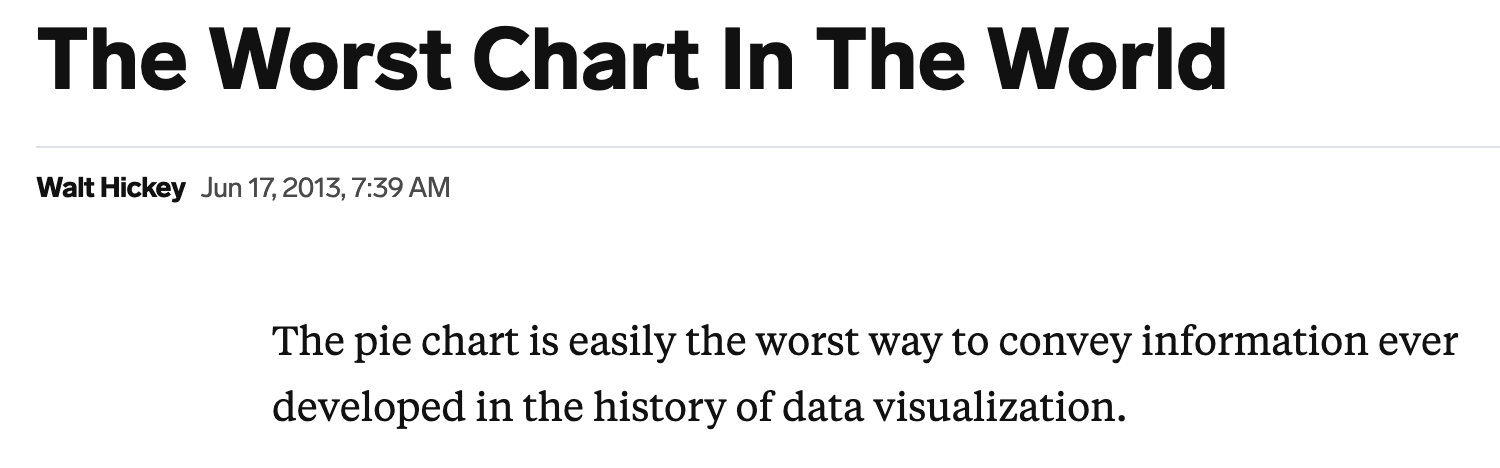 The Worst Chart In The World
Walt Hickey Jun 17, 2013, 7:39 AM
The pie chart is easily the worst way to convey information ever
developed in the history of data visualization.